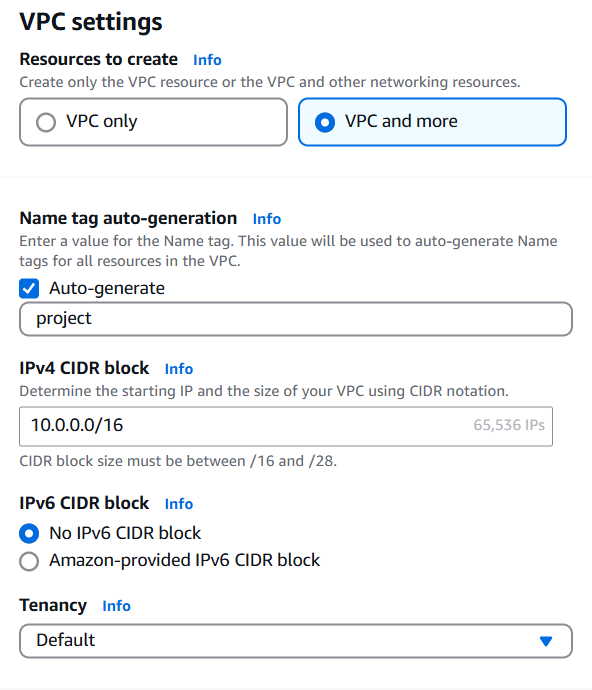 VPC settings
Resources to create Info
Create only the VPC resource or the VPC and other networking resources.
VPC only
VPC and more
Name tag auto-generation Info
Enter a value for the Name tag. This value will be used to auto-generate Name
tags for all resources in the VPC.
Auto-generate
project
IPv4 CIDR block Info
Determine the starting IP and the size of your VPC using CIDR notation.
10.0.0.0/16 65,536 IPs
CIDR block size must be between /16 and /28.
IPv6 CIDR block Info
No IPv6 CIDR block
Amazon-provided IPv6 CIDR block
Tenancy Info
Default